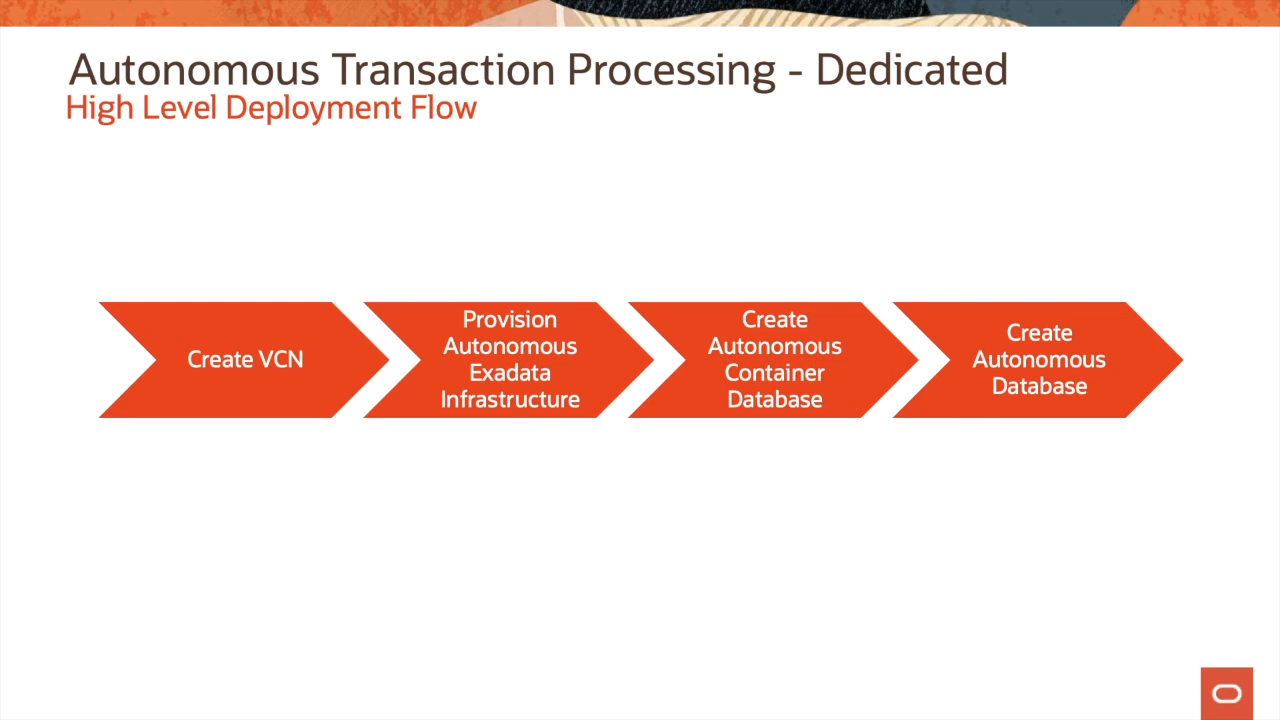 Autonomous Transaction Processing - Dedicated
High Level Deployment Flow
Create VCN
Provision
Autonomous
Exadata
Infrastructure
Create
Autonomous
Container
Database
Create
Autonomous
Database